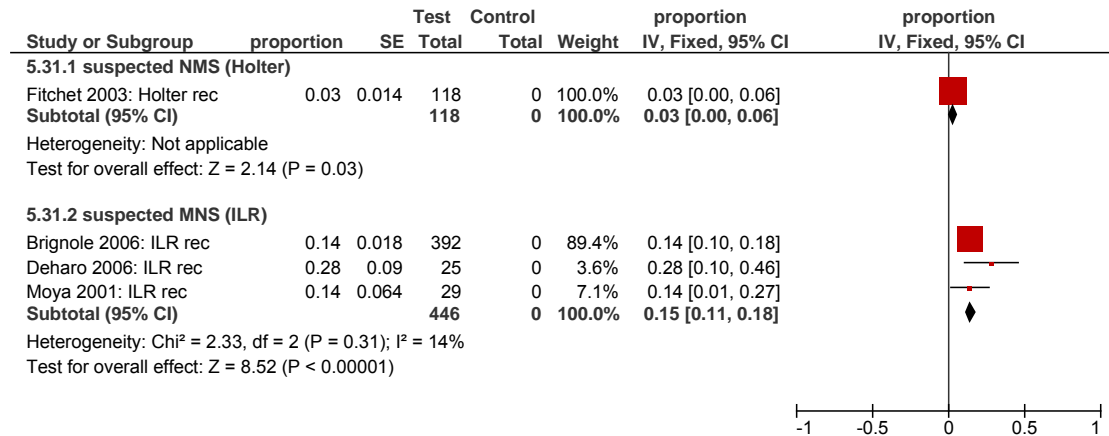 Test Control proportion proportion
Study or Subgroup proportion SE Total Total Weight IV, Fixed, 95% CI IV, Fixed, 95% CI
5.31.1 suspected NMS (Holter)
Fitchet 2003: Holter rec 0.03 0.014 118 0 100.0% 0.03 [0.00, 0.06]
Subtotal (95% CI) 118 0 100.0% 0.03 [0.00, 0.06]
Heterogeneity: Not applicable
Test for overall effect: Z = 2.14 (P = 0.03)
5.31.2 suspected MNS (ILR)
Brignole 2006: ILR rec 0.14 0.018 392 0 89.4% 0.14 [0.10, 0.18]
Deharo 2006: ILR rec 0.28 0.09 25 0 3.6% 0.28 [0.10, 0.46]
Moya 2001: ILR rec 0.14 0.064 29 0 7.1% 0.14 [0.01, 0.27]
Subtotal (95% CI) 446 0 100.0% 0.15 [0.11, 0.18]
Heterogeneity: Chi² = 2.33, df = 2 (P = 0.31); I² = 14%
Test for overall effect: Z = 8.52 (P < 0.00001)
-1 -0.5 0 0.5 1